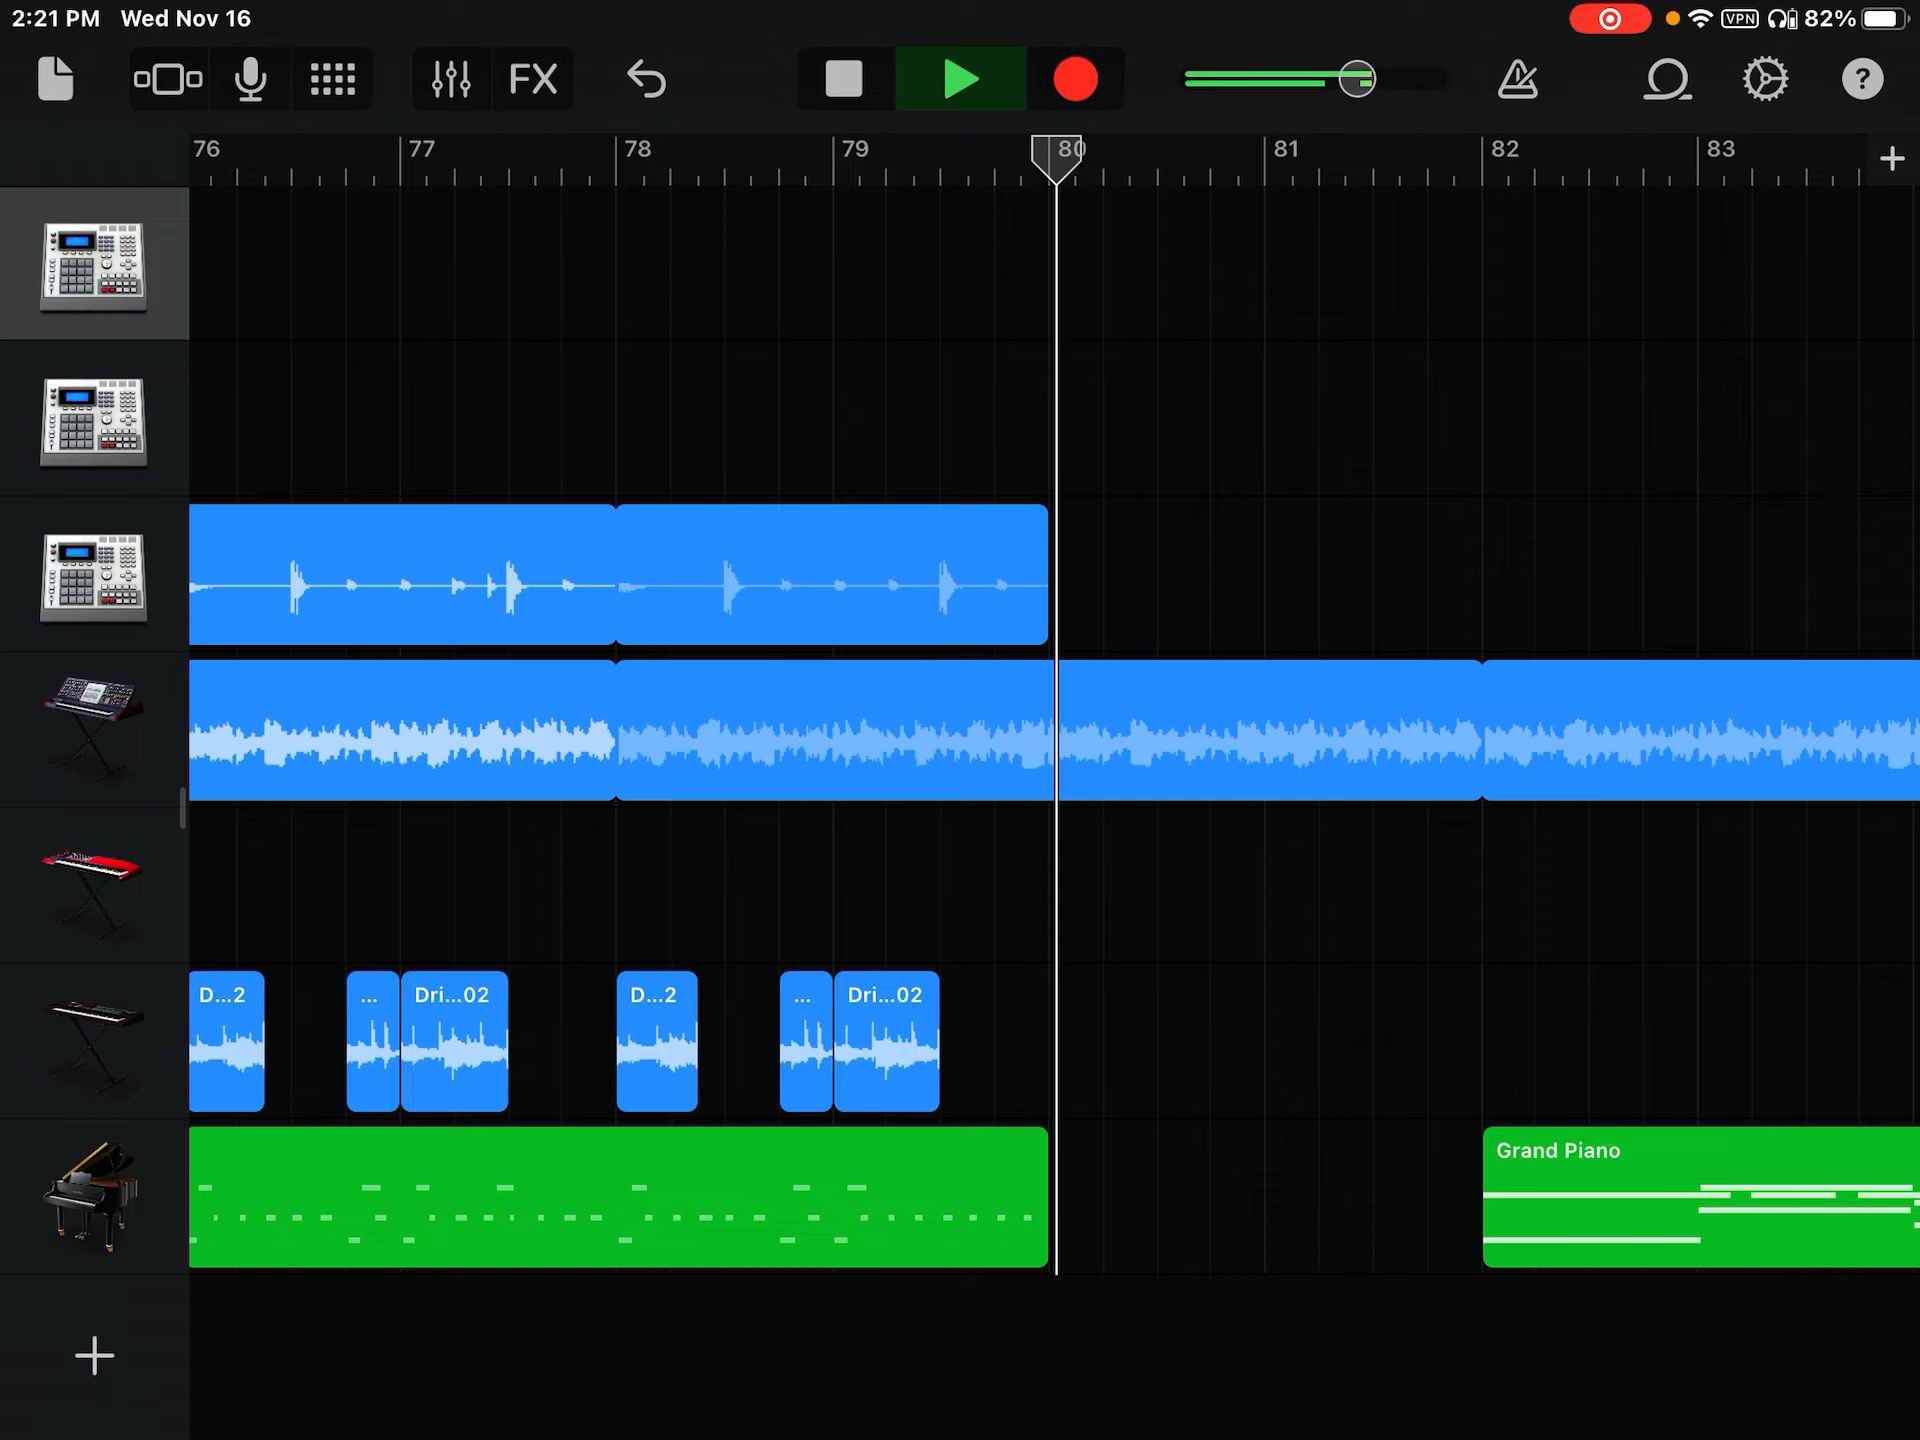 2:21 PM Wed Nov 16 VPN 82%
FX ?
76 77 78 79 80 81 82 83
D...2 ... Dri...02 D...2 ... Dri...02
Grand Piano